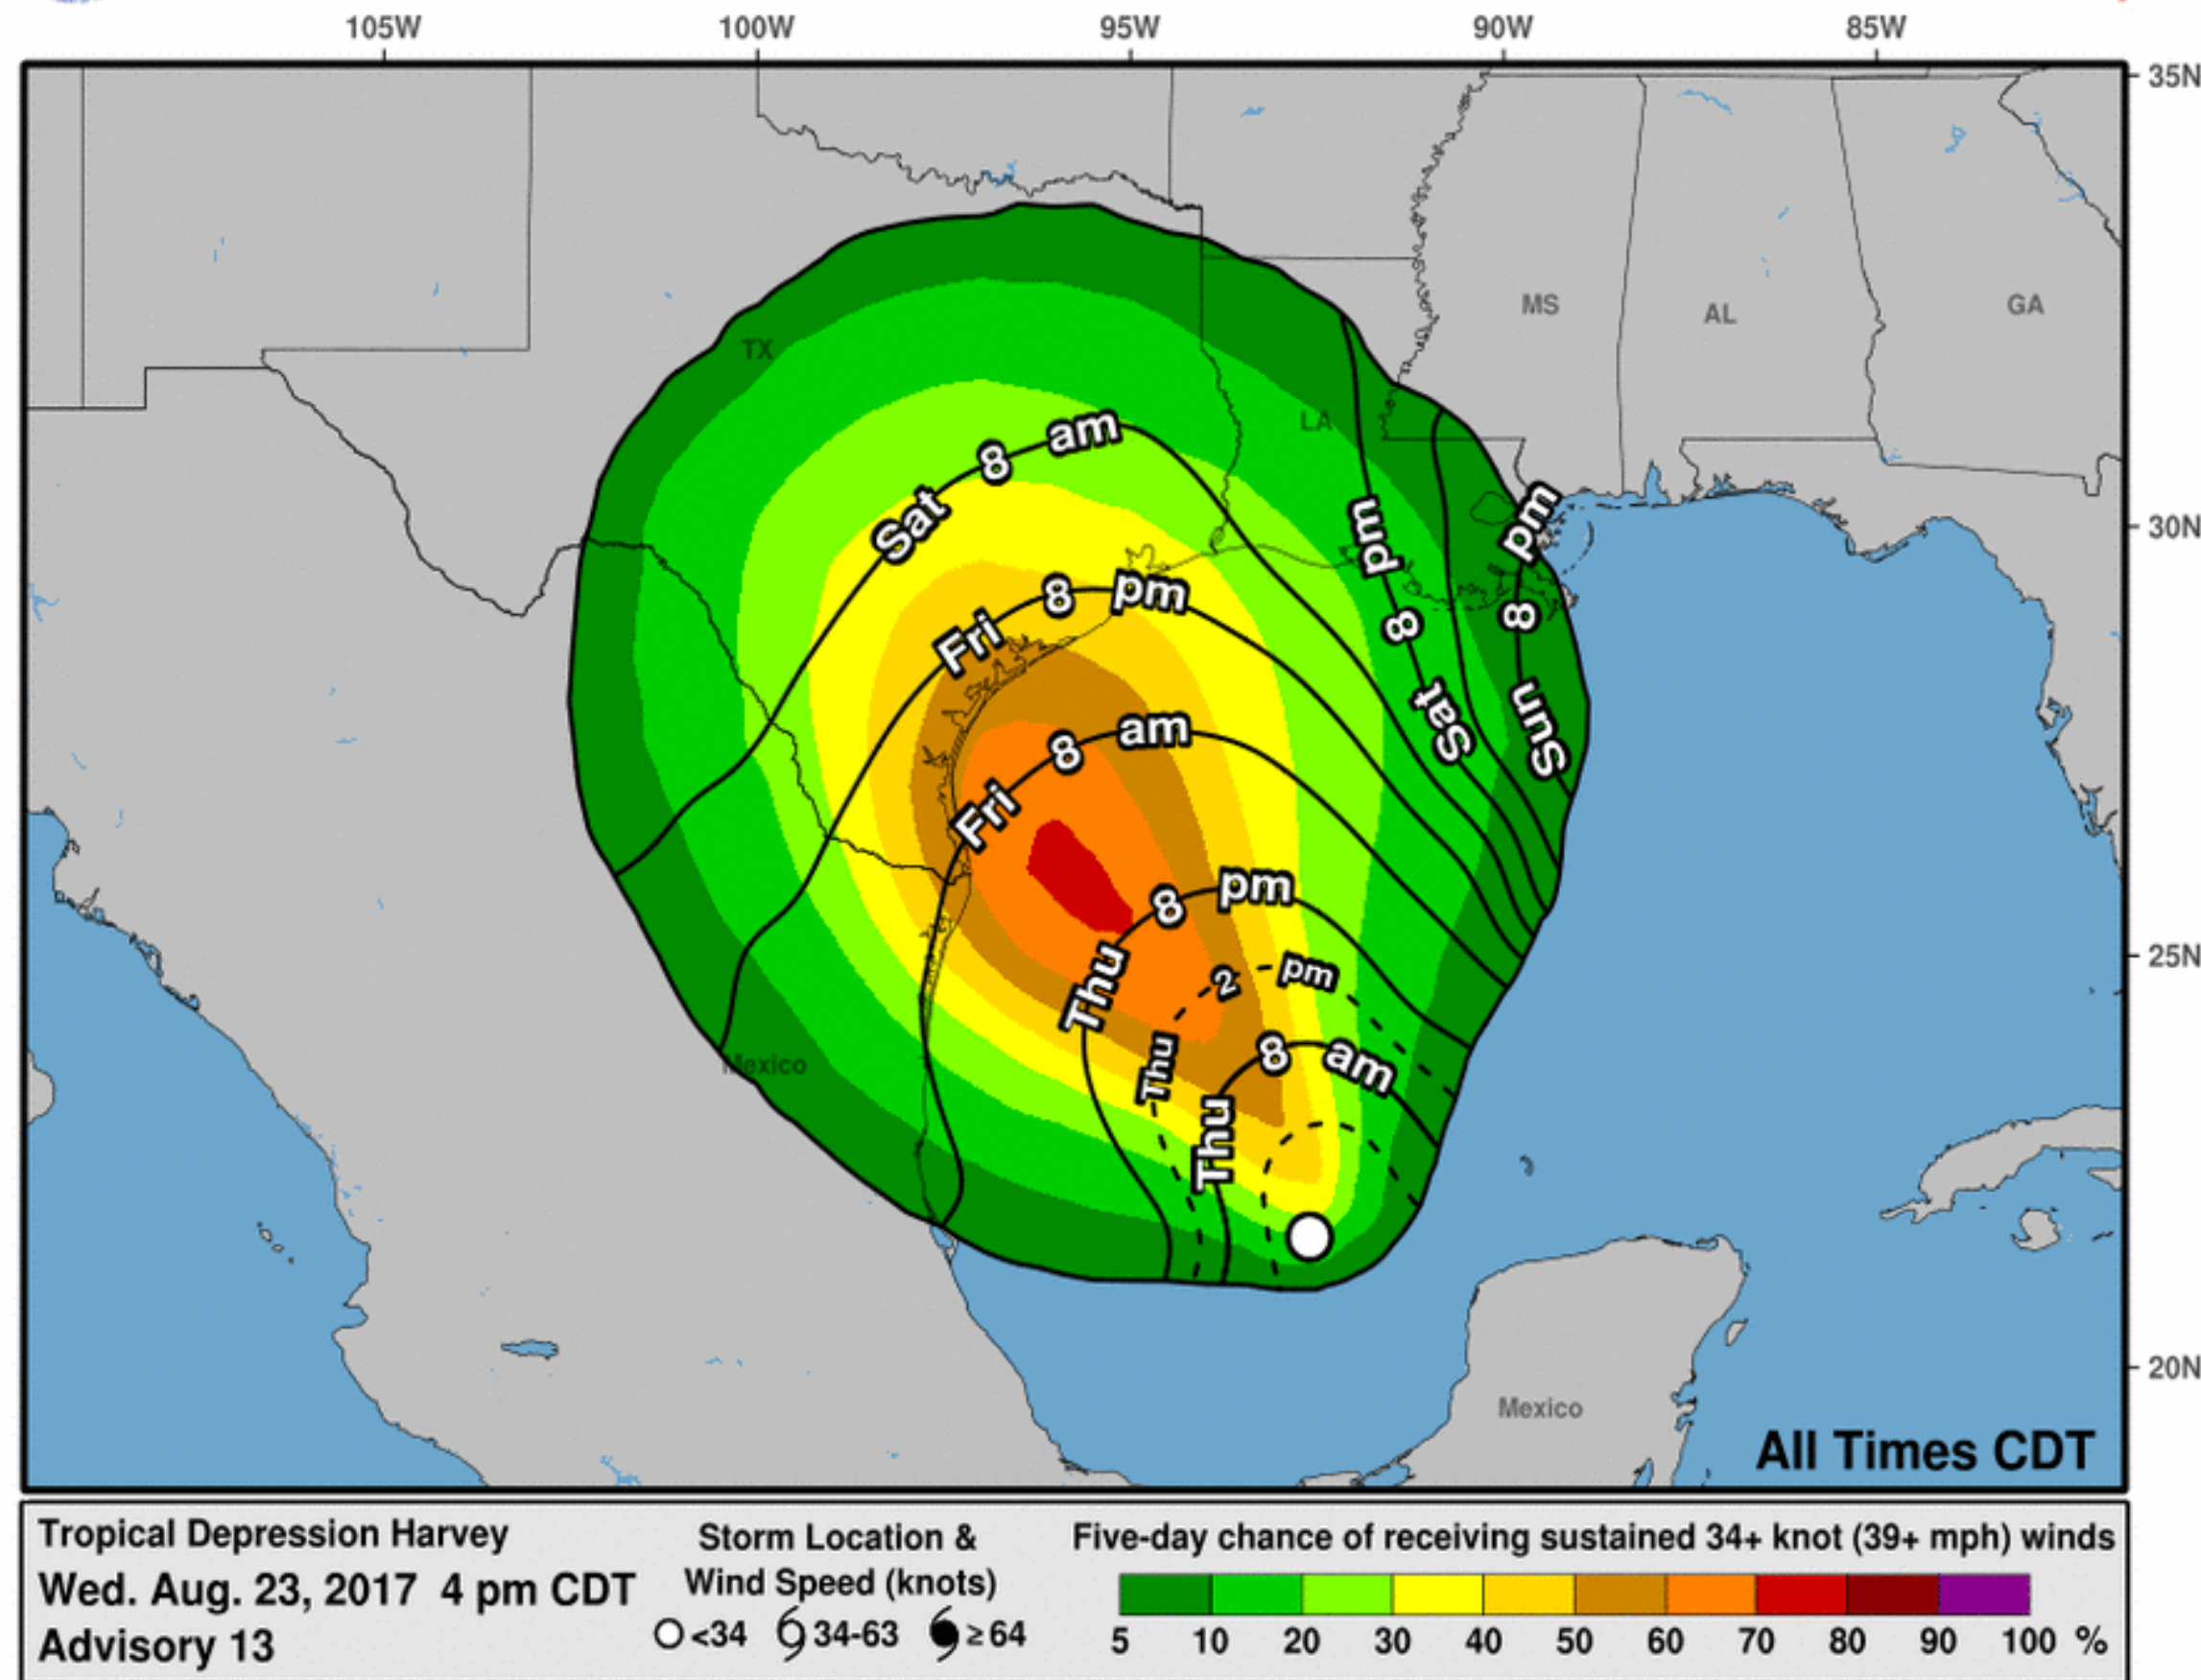 105W 100W 95W 90W 85W
35N
MS AL GA
TX
LA
Sat 8 am
30N
Sat 8 pm
Sun 8 pm
Fri 8 pm
Fri 8 am
Thu 8 pm
25N
Thu 2 pm
Thu 8 am
Mexico
20N
Mexico
All Times CDT
Tropical Depression Harvey
Wed. Aug. 23, 2017 4 pm CDT
Advisory 13
Storm Location &
Wind Speed (knots)
<34 34-63 ≥64
Five-day chance of receiving sustained 34+ knot (39+ mph) winds
5 10 20 30 40 50 60 70 80 90 100 %